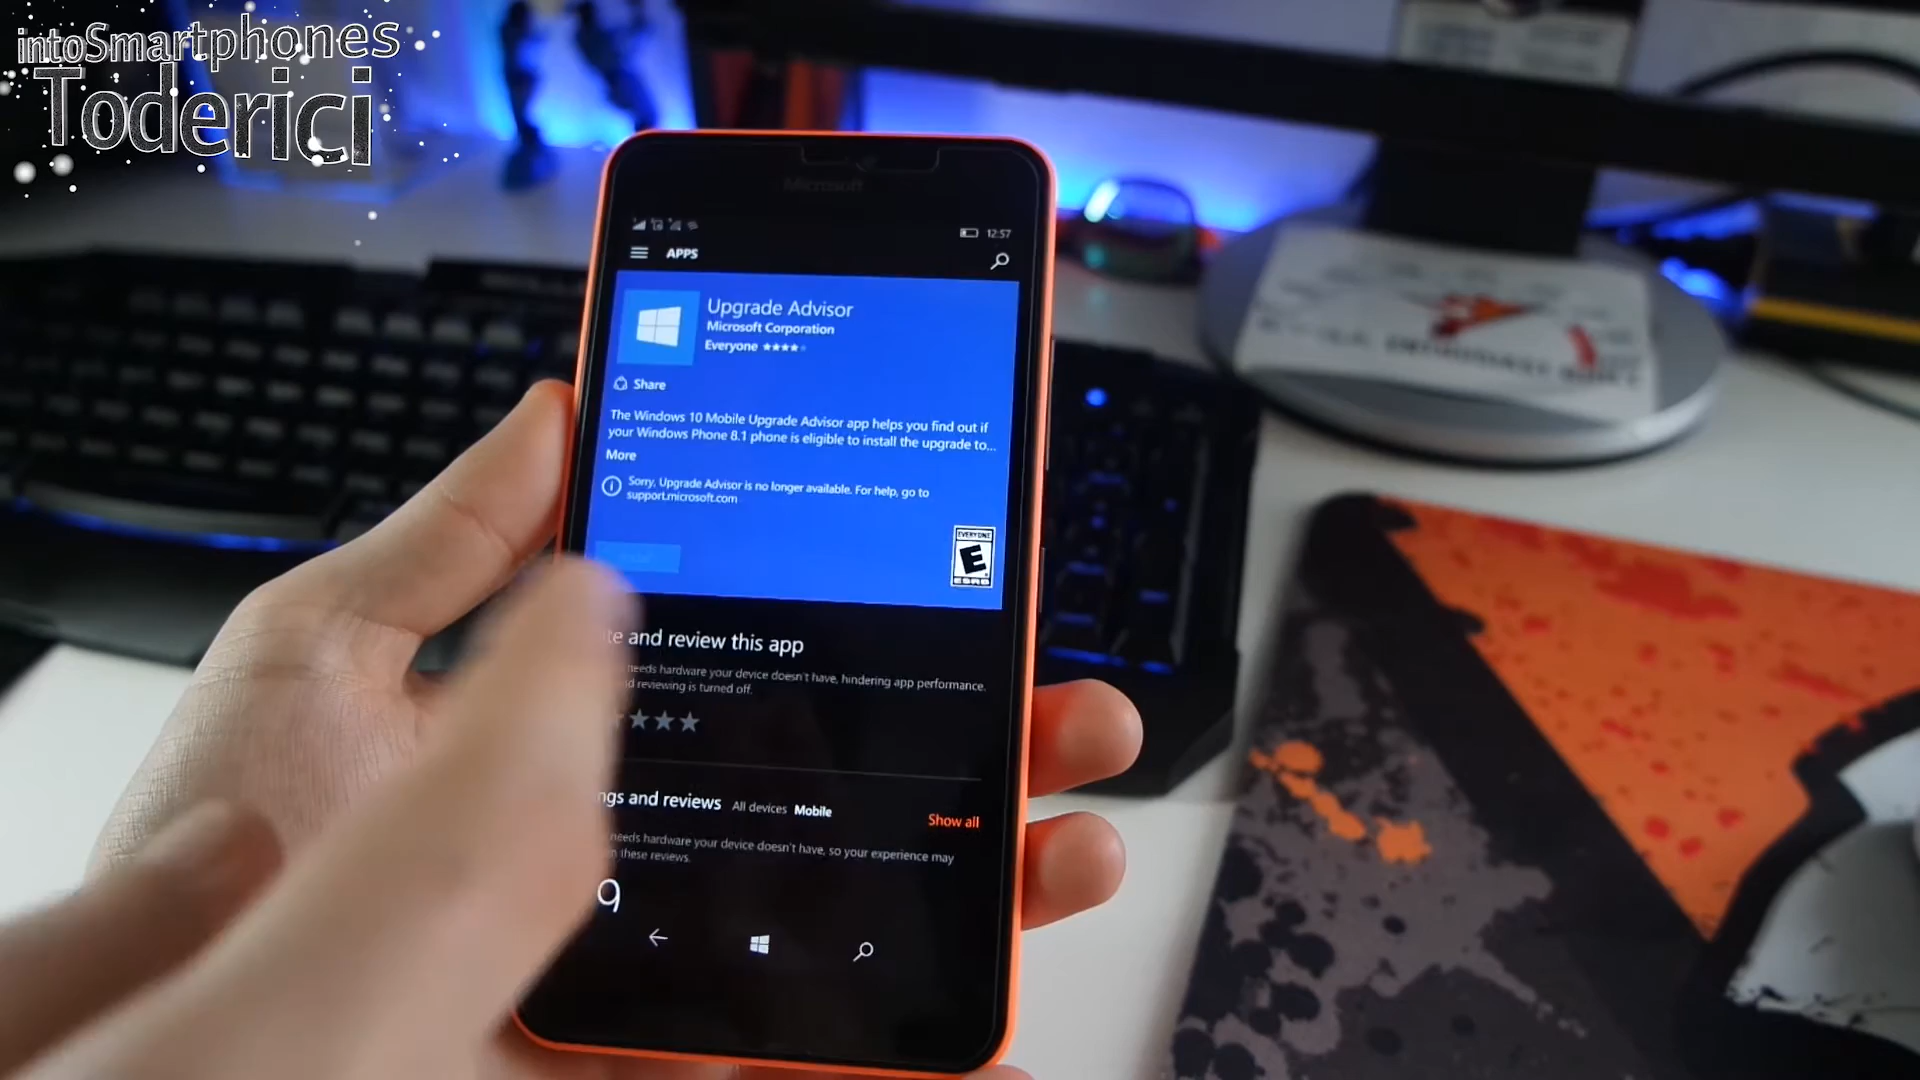 intoSmartphones
Toderici
Microsoft
12:57
APPS
Upgrade Advisor
Microsoft Corporation
Everyone
Share
The Windows 10 Mobile Upgrade Advisor app helps you find out if
your Windows Phone 8.1 phone is eligible to install the upgrade to...
More
Sorry, Upgrade Advisor is no longer available. For help, go to
support.microsoft.com
EVERYONE
E
ESRB
te and review this app
needs hardware your device doesn't have, hindering app performance.
d reviewing is turned off.
ngs and reviews All devices Mobile
Show all
needs hardware your device doesn't have, so your experience may
n these reviews.
9